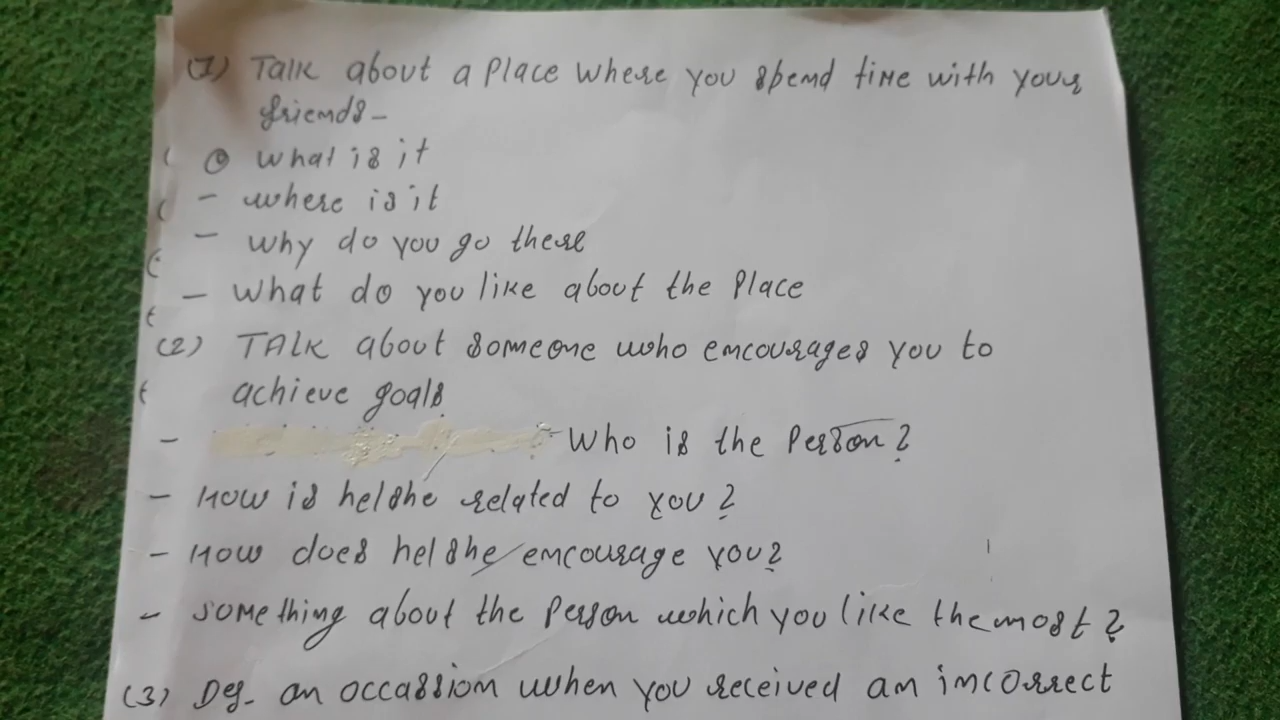 (1) Talk about a Place where you spend time with your
friends-
what is it
- where is it
- why do you go there
- what do you like about the Place
(2) TAlK about someone who encourages you to
achieve goals
- Who is the Person?
- How is he/she related to you?
- How does he/she encourage you?
- something about the Person which you like the most?
(3) Des. an occassion when you received an incorrect